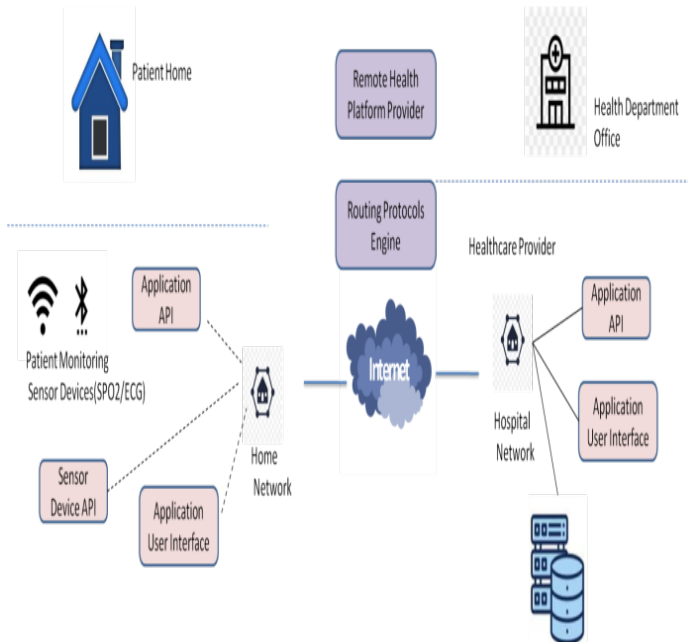 Patient Home
Remote Health
Platform Provider
Health Department
Office
Routing Protocols
Engine
Healthcare Provider
Application
API
Patient Monitoring
Sensor Devices(SPO2/ECG)
Internet
Application
API
Home
Network
Hospital
Network
Application
User Interface
Sensor
Device API
Application
User Interface